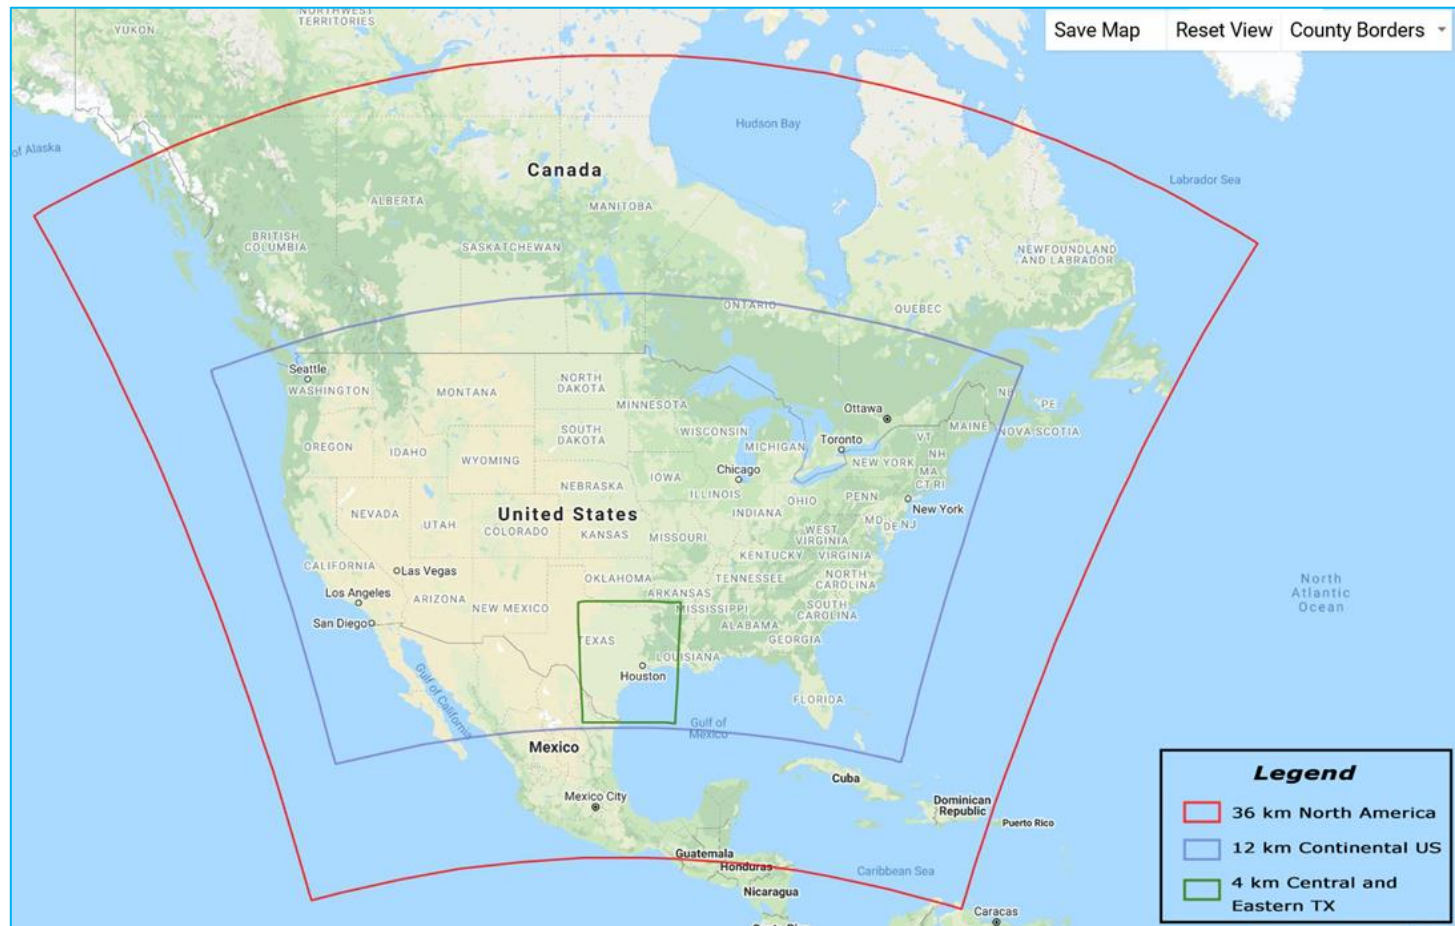 NORTHWEST
TERRITORIES
YUKON
Save Map
Reset View
County Borders
Hudson Bay
of Alaska
Canada
Labrador Sea
ALBERTA
MANITOBA
BRITISH
COLUMBIA
SASKATCHEWAN
NEWFOUNDLAND
AND LABRADOR
ONTARIO
QUEBEC
Seattle
WASHINGTON
MONTANA
NORTH
DAKOTA
MINNESOTA
NB
PE
Ottawa
MAINE
NOVA SCOTIA
OREGON
IDAHO
SOUTH
DAKOTA
WISCONSIN
MICHIGAN
Toronto
VT
NH
WYOMING
NEW YORK
MA
CT RI
Chicago
IOWA
NEBRASKA
ILLINOIS
OHIO
PENN
New York
NEVADA
United States
INDIANA
MD
DE NJ
UTAH
COLORADO
KANSAS
MISSOURI
WEST
VIRGINIA
KENTUCKY
VIRGINIA
CALIFORNIA
Las Vegas
OKLAHOMA
TENNESSEE
NORTH
CAROLINA
North
Atlantic
Ocean
Los Angeles
ARIZONA
NEW MEXICO
ARKANSAS
MISSISSIPPI
SOUTH
CAROLINA
San Diego
ALABAMA
GEORGIA
TEXAS
LOUISIANA
Houston
Gulf of California
FLORIDA
Gulf of
Mexico
Mexico
Cuba
Mexico City
Dominican
Republic
Puerto Rico
Guatemala
Honduras
Caribbean Sea
Nicaragua
Caracas
Legend
36 km North America
12 km Continental US
4 km Central and
Eastern TX